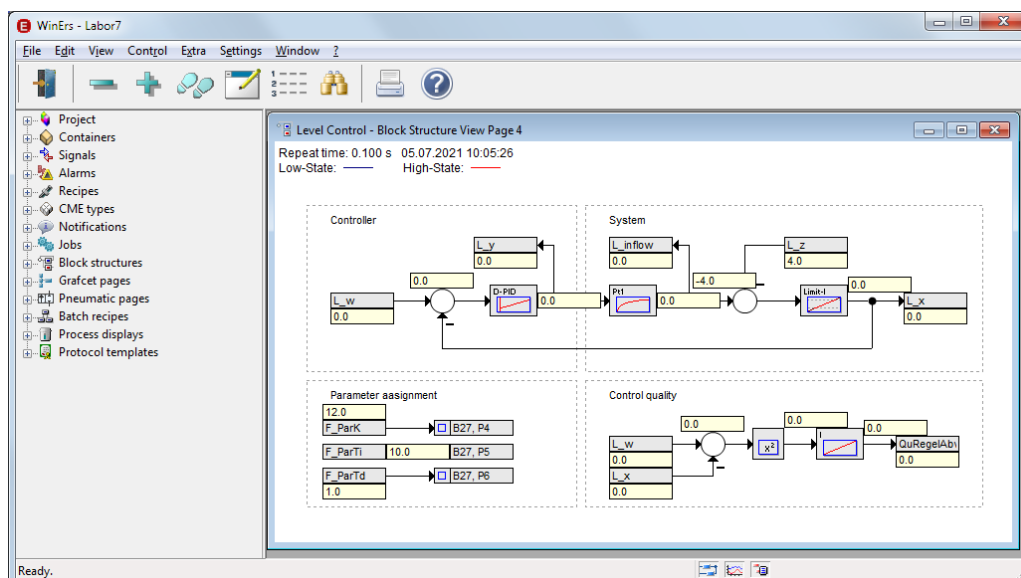 WinErs - Labor7
File Edit View Control Extra Settings Window ?
1
2
3
Project
Containers
Signals
Alarms
Recipes
CME types
Notifications
Jobs
Block structures
Grafcet pages
Pneumatic pages
Batch recipes
Process displays
Protocol templates
Level Control - Block Structure View Page 4
Repeat time: 0.100 s 05.07.2021 10:05:26
Low-State: High-State:
Controller
L_y
0.0
0.0
L_w
0.0
D-PID
0.0
System
L_inflow
0.0
L_z
4.0
Pt1
0.0
-4.0
Limit-I
0.0
L_x
0.0
Parameter aasignment
12.0
F_ParK B27, P4
F_ParTi 10.0 B27, P5
F_ParTd B27, P6
1.0
Control quality
0.0
L_w
0.0
L_x
0.0
x²
0.0
I
0.0
QuRegelAbv
0.0
Ready.